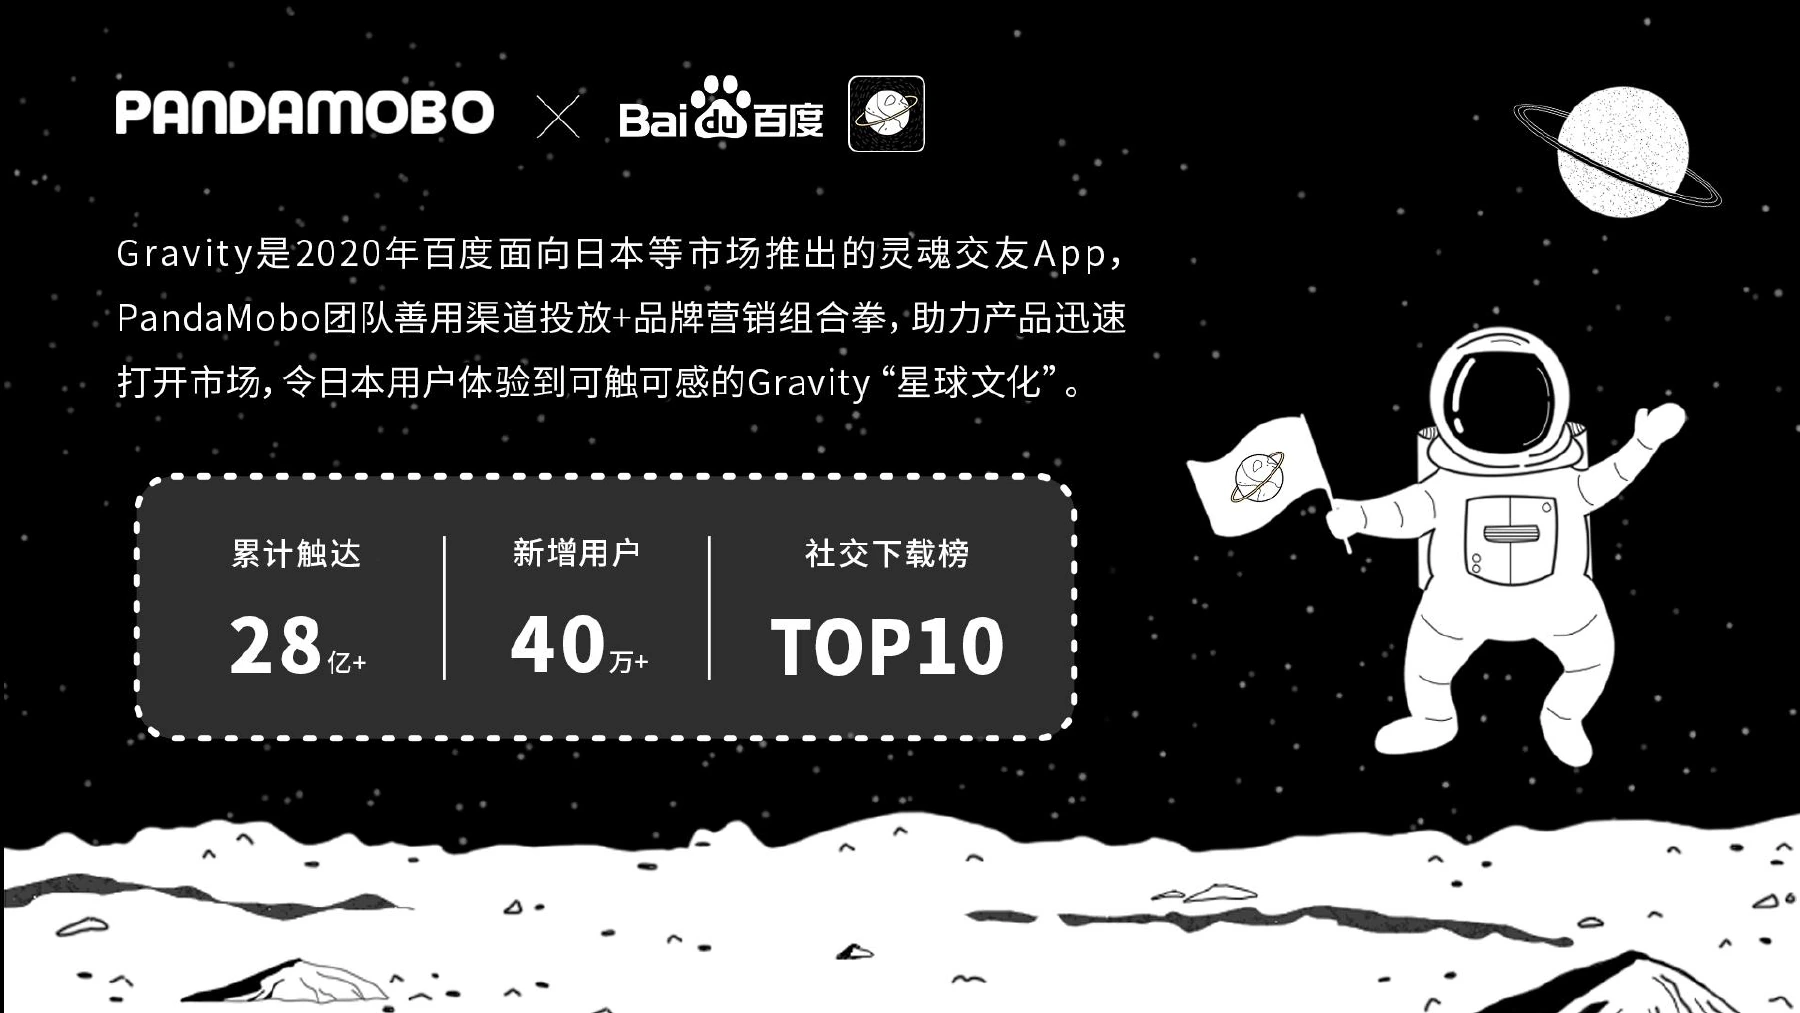 PANDAMOBO × Baidu百度
Gravity是2020年百度面向日本等市场推出的灵魂交友App，
PandaMobo团队善用渠道投放+品牌营销组合拳，助力产品迅速
打开市场，令日本用户体验到可触可感的Gravity “星球文化” 。
累计触达 新增用户 社交下载榜
28亿+ 40万+ TOP10